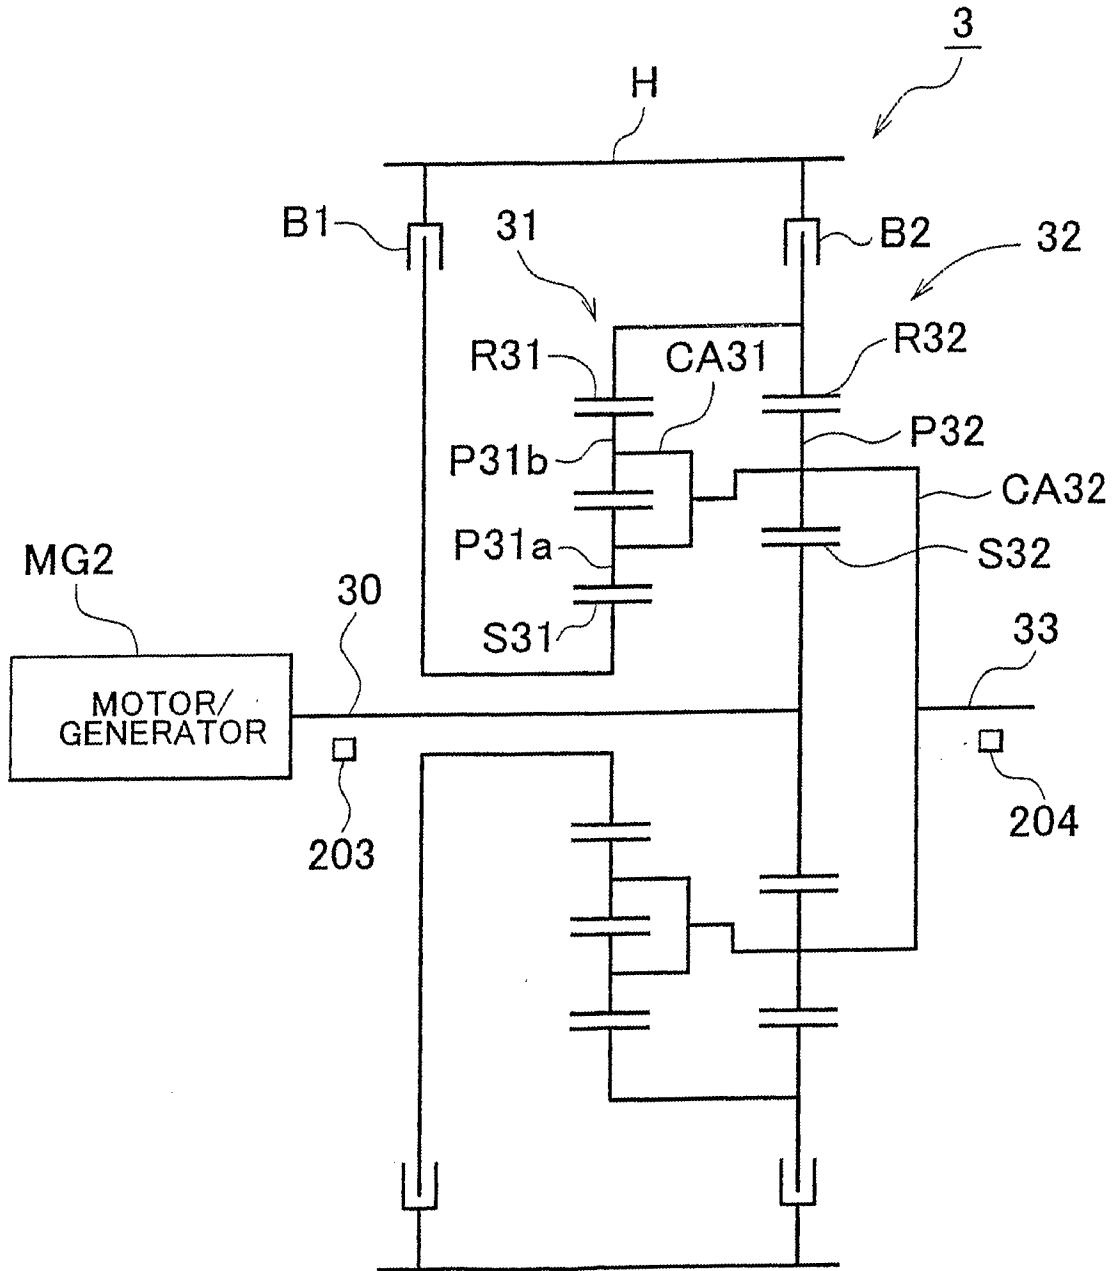 3
H
B1
31
B2
32
R31
CA31
R32
P31b
P32
CA32
P31a
S32
MG2
30
S31
33
MOTOR/
GENERATOR
203
204